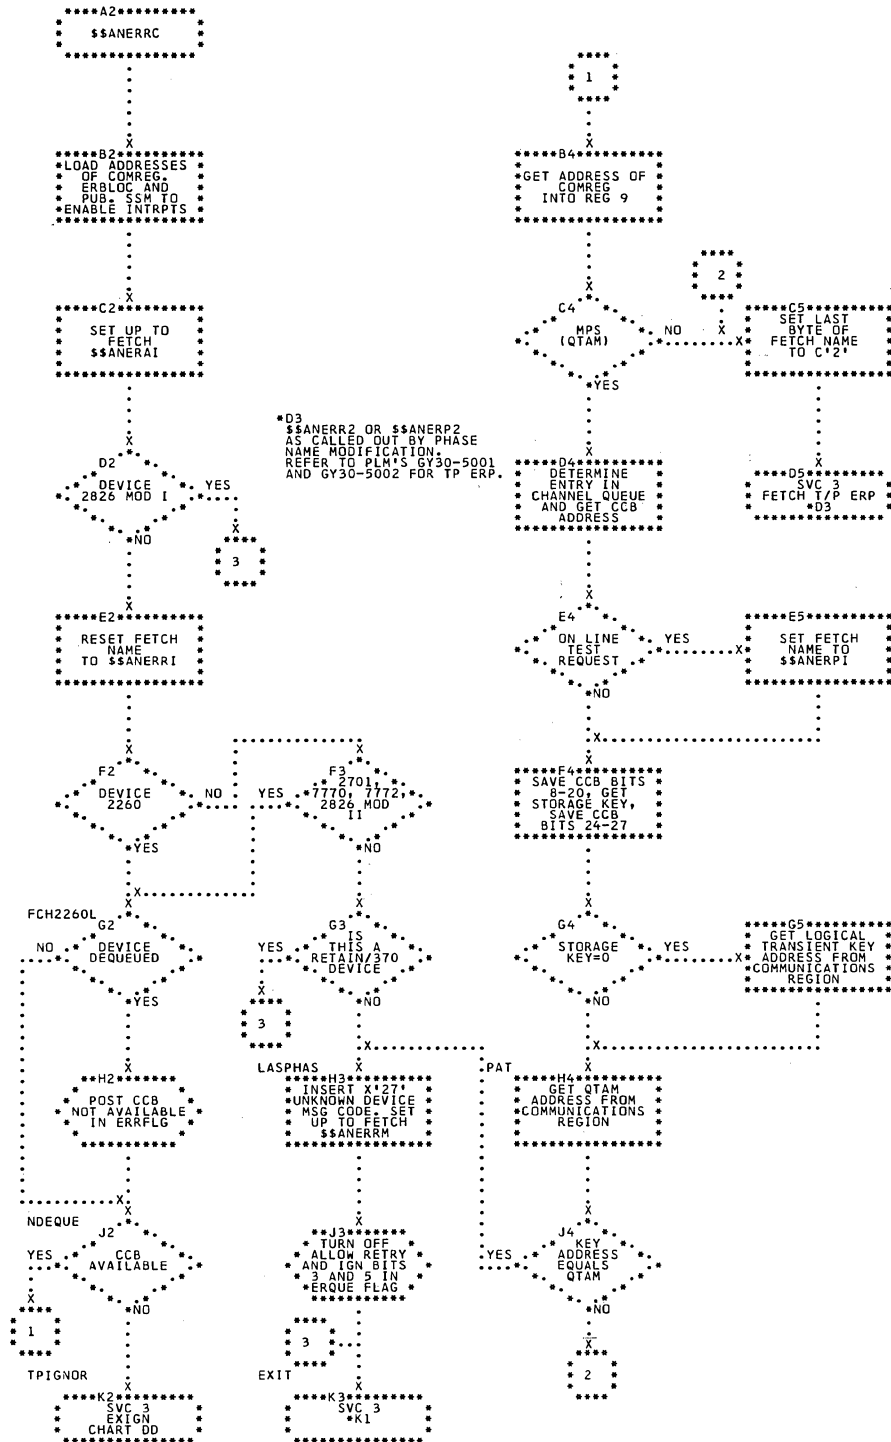 A2
$$ANERRC
B2
LOAD ADDRESSES
OF COMREG.
ERBLOC AND
PUB. SSM TO
ENABLE INTRPTS
C2
SET UP TO
FETCH
$$ANERAI
D2
DEVICE
2826 MOD I
YES
NO
3
*D3
$$ANERR2 OR $$ANERP2
AS CALLED OUT BY PHASE
NAME MODIFICATION.
REFER TO PLM'S GY30-5001
AND GY30-5002 FOR TP ERP.
E2
RESET FETCH
NAME
TO $$ANERRI
F2
DEVICE
2260
NO
YES
F3
2701,
7770, 7772,
2826 MOD
II
YES
NO
FCH2260L
G2
DEVICE
DEQUEUED
NO
YES
G3
IS
THIS A
RETAIN/370
DEVICE
YES
NO
3
H2
POST CCB
NOT AVAILABLE
IN ERRFLG
LASPHAS
H3
INSERT X'27'
UNKNOWN DEVICE
MSG CODE. SET
UP TO FETCH
$$ANERRM
NDEQUE
J2
CCB
AVAILABLE
YES
NO
1
J3
TURN OFF
ALLOW RETRY
AND IGN BITS
3 AND 5 IN
ERQUE FLAG
3
TPIGNOR
K2
SVC 3
EXIGN
CHART DD
EXIT
K3
SVC 3
*K1
1
B4
GET ADDRESS OF
COMREG
INTO REG 9
2
C4
MPS
(QTAM)
NO
YES
C5
SET LAST
BYTE OF
FETCH NAME
TO C'2'
D4
DETERMINE
ENTRY IN
CHANNEL QUEUE
AND GET CCB
ADDRESS
D5
SVC 3
FETCH T/P ERP
*D3
E4
ON LINE
TEST
REQUEST
YES
NO
E5
SET FETCH
NAME TO
$$ANERPI
F4
SAVE CCB BITS
8-20, GET
STORAGE KEY,
SAVE CCB
BITS 24-27
G4
STORAGE
KEY=0
YES
NO
G5
GET LOGICAL
TRANSIENT KEY
ADDRESS FROM
COMMUNICATIONS
REGION
PAT
H4
GET QTAM
ADDRESS FROM
COMMUNICATIONS
REGION
J4
KEY
ADDRESS
EQUALS
QTAM
YES
NO
2